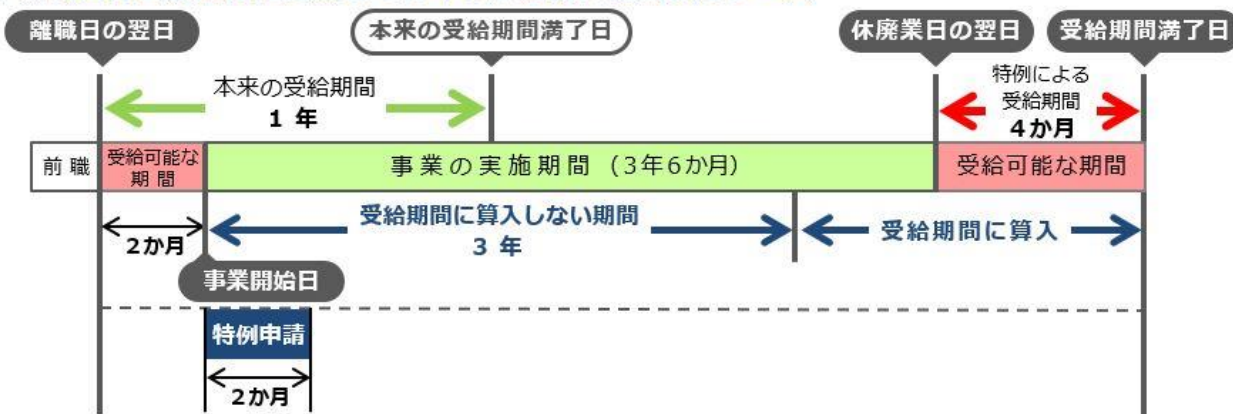 離職日の翌日
本来の受給期間満了日
休廃業日の翌日
受給期間満了日
本来の受給期間
1 年
特例による
受給期間
4か月
前職
受給可能な
期間
事業の実施期間 (3年6か月)
受給可能な期間
2か月
受給期間に算入しない期間
3 年
受給期間に算入
事業開始日
特例申請
2か月